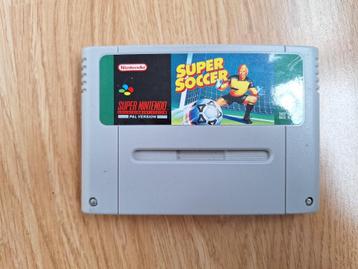 Nintendo
SUPER
SOCCER
SUPER NINTENDO
PAL VERSION